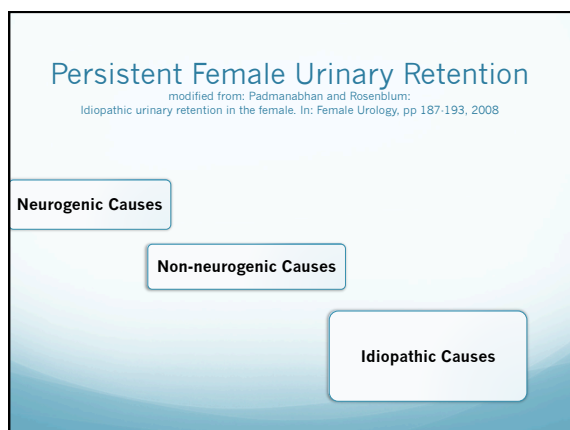 Persistent Female Urinary Retention
modified from: Padmanabhan and Rosenblum:
Idiopathic urinary retention in the female. In: Female Urology, pp 187-193, 2008
Neurogenic Causes
Non-neurogenic Causes
Idiopathic Causes